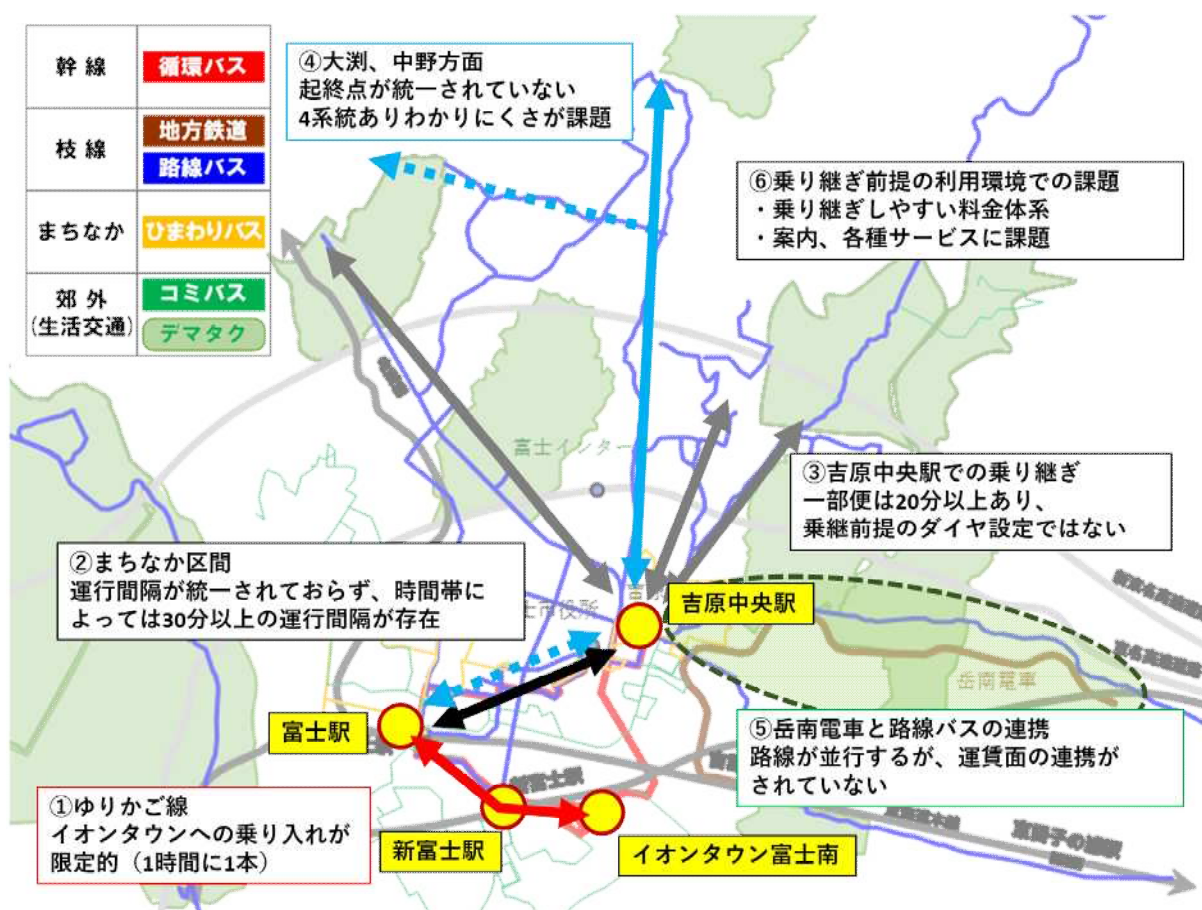 幹線
循環バス
枝線
地方鉄道
路線バス
まちなか
ひまわりバス
郊外
(生活交通)
コミバス
デマタク
④大渕、中野方面
起終点が統一されていない
4系統ありわかりにくさが課題
⑥乗り継ぎ前提の利用環境での課題
・乗り継ぎしやすい料金体系
・案内、各種サービスに課題
富士インター
③吉原中央駅での乗り継ぎ
一部便は20分以上あり、
乗継前提のダイヤ設定ではない
②まちなか区間
運行間隔が統一されておらず、時間帯に
よっては30分以上の運行間隔が存在
士市役所
吉原中央駅
岳南電車
富士駅
⑤岳南電車と路線バスの連携
路線が並行するが、運賃面の連携が
されていない
新富士駅
①ゆりかご線
イオンタウンへの乗り入れが
限定的（1時間に1本）
新富士駅
イオンタウン富士南